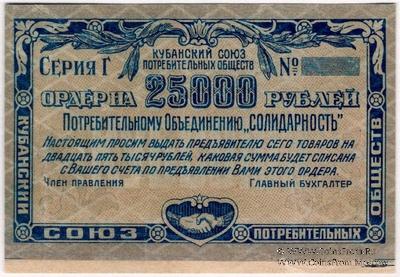 КУБАНСКИЙ СОЮЗ
ПОТРЕБИТЕЛЬНЫХ ОБЩЕСТВ
СЕРИЯ Г
№
ОРДЕР НА 25000 РУБЛЕЙ
ПОТРЕБИТЕЛЬНОМУ ОБЪЕДИНЕНИЮ „СОЛИДАРНОСТЬ"
НАСТОЯЩИМ ПРОСИМ ВЫДАТЬ ПРЕДЪЯВИТЕЛЮ СЕГО ТОВАРОВ НА
ДВАДЦАТЬ ПЯТЬ ТЫСЯЧ РУБЛЕЙ, КАКОВАЯ СУММА БУДЕТ СПИСАНА
С ВАШЕГО СЧЕТА ПО ПРЕДЪЯВЛЕНИЮ ВАМИ ЭТОГО ОРДЕРА.
ЧЛЕН ПРАВЛЕНИЯ
ГЛАВНЫЙ БУХГАЛТЕР
КУБАНСКИЙ
СОЮЗ
ПОТРЕБИТЕЛЬНЫХ
ОБЩЕСТВ